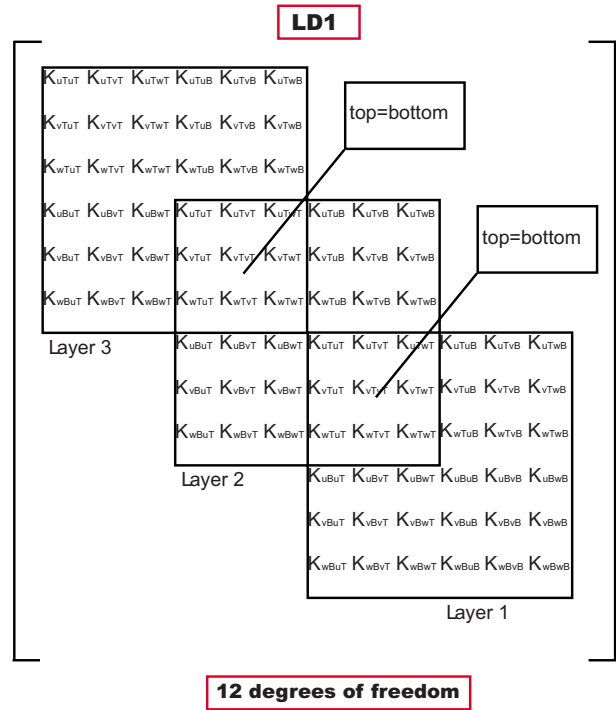 LD1
KuTuT KuTvT KuTwT KuTuB KuTvB KuTwB
KvTuT KvTvT KvTwT KvTuB KvTvB KvTwB
top=bottom
KwTuT KwTvT KwTwT KwTuB KwTvB KwTwB
KuBuT KuBvT KuBwT KuTuT KuTvT KuTwT KuTuB KuTvB KuTwB
top=bottom
KvBuT KvBvT KvBwT KvTuT KvTvT KvTwT KvTuB KvTvB KvTwB
KwBuT KwBvT KwBwT KwTuT KwTvT KwTwT KwTuB KwTvB KwTwB
Layer 3
KuBuT KuBvT KuBwT KuTuT KuTvT KuTwT KuTuB KuTvB KuTwB
KvBuT KvBvT KvBwT KvTuT KvTvT KvTwT KvTuB KvTvB KvTwB
KwBuT KwBvT KwBwT KwTuT KwTvT KwTwT KwTuB KwTvB KwTwB
Layer 2
KuBuT KuBvT KuBwT KuBuB KuBvB KuBwB
KvBuT KvBvT KvBwT KvBuB KvBvB KvBwB
KwBuT KwBvT KwBwT KwBuB KwBvB KwBwB
Layer 1
12 degrees of freedom